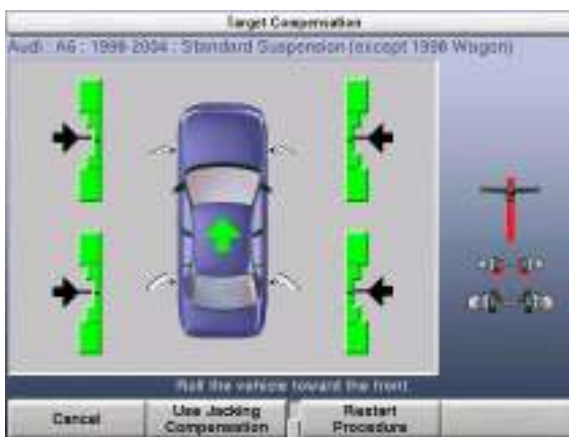 Target Compensation
Audi : A6 : 1998-2004 : Standard Suspension (except 1998 Wagon)
Roll the vehicle toward the front
Cancel
Use Jacking
Compensation
Restart
Procedure